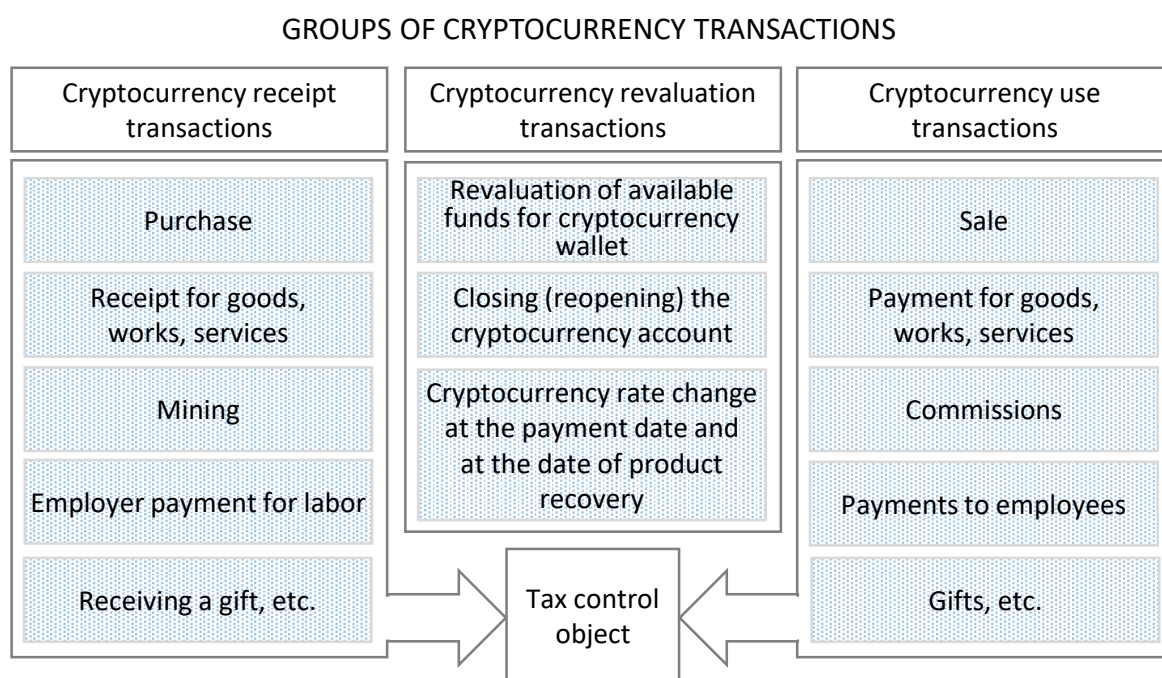 GROUPS OF CRYPTOCURRENCY TRANSACTIONS
Cryptocurrency receipt
transactions
Purchase
Receipt for goods,
works, services
Mining
Employer payment for labor
Receiving a gift, etc.
Cryptocurrency revaluation
transactions
Revaluation of available
funds for cryptocurrency
wallet
Closing (reopening) the
cryptocurrency account
Cryptocurrency rate change
at the payment date and
at the date of product
recovery
Cryptocurrency use
transactions
Sale
Payment for goods,
works, services
Commissions
Payments to employees
Gifts, etc.
Tax control
object